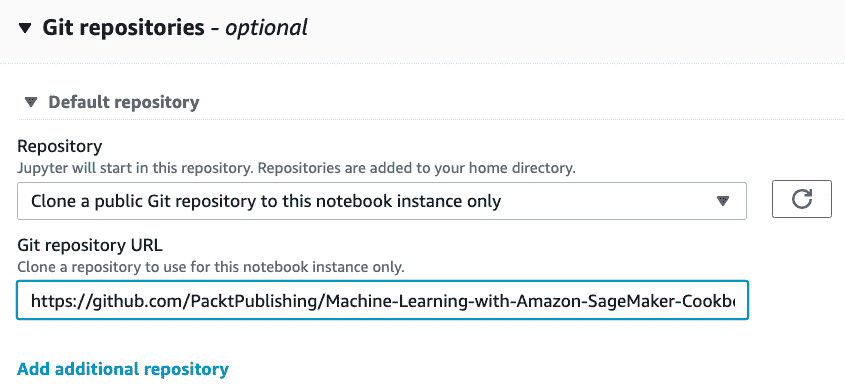 Git repositories - optional
Default repository
Repository
Jupyter will start in this repository. Repositories are added to your home directory.
Clone a public Git repository to this notebook instance only
Git repository URL
Clone a repository to use for this notebook instance only.
https://github.com/PacktPublishing/Machine-Learning-with-Amazon-SageMaker-Cookb
Add additional repository